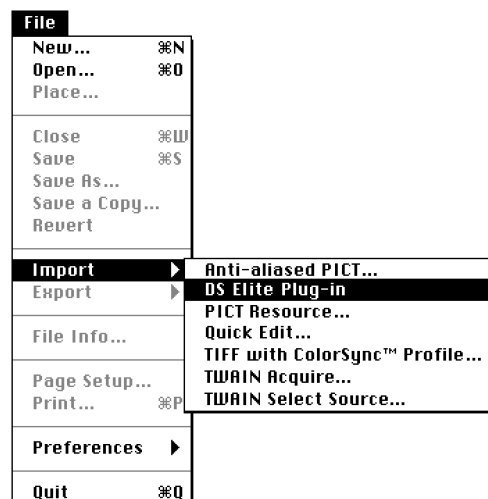 File
New... ⌘N
Open... ⌘O
Place...
Close ⌘W
Save ⌘S
Save As...
Save a Copy...
Revert
Import
Export
File Info...
Page Setup...
Print... ⌘P
Preferences
Quit ⌘Q
Anti-aliased PICT...
DS Elite Plug-in
PICT Resource...
Quick Edit...
TIFF with ColorSync™ Profile...
TWAIN Acquire...
TWAIN Select Source...